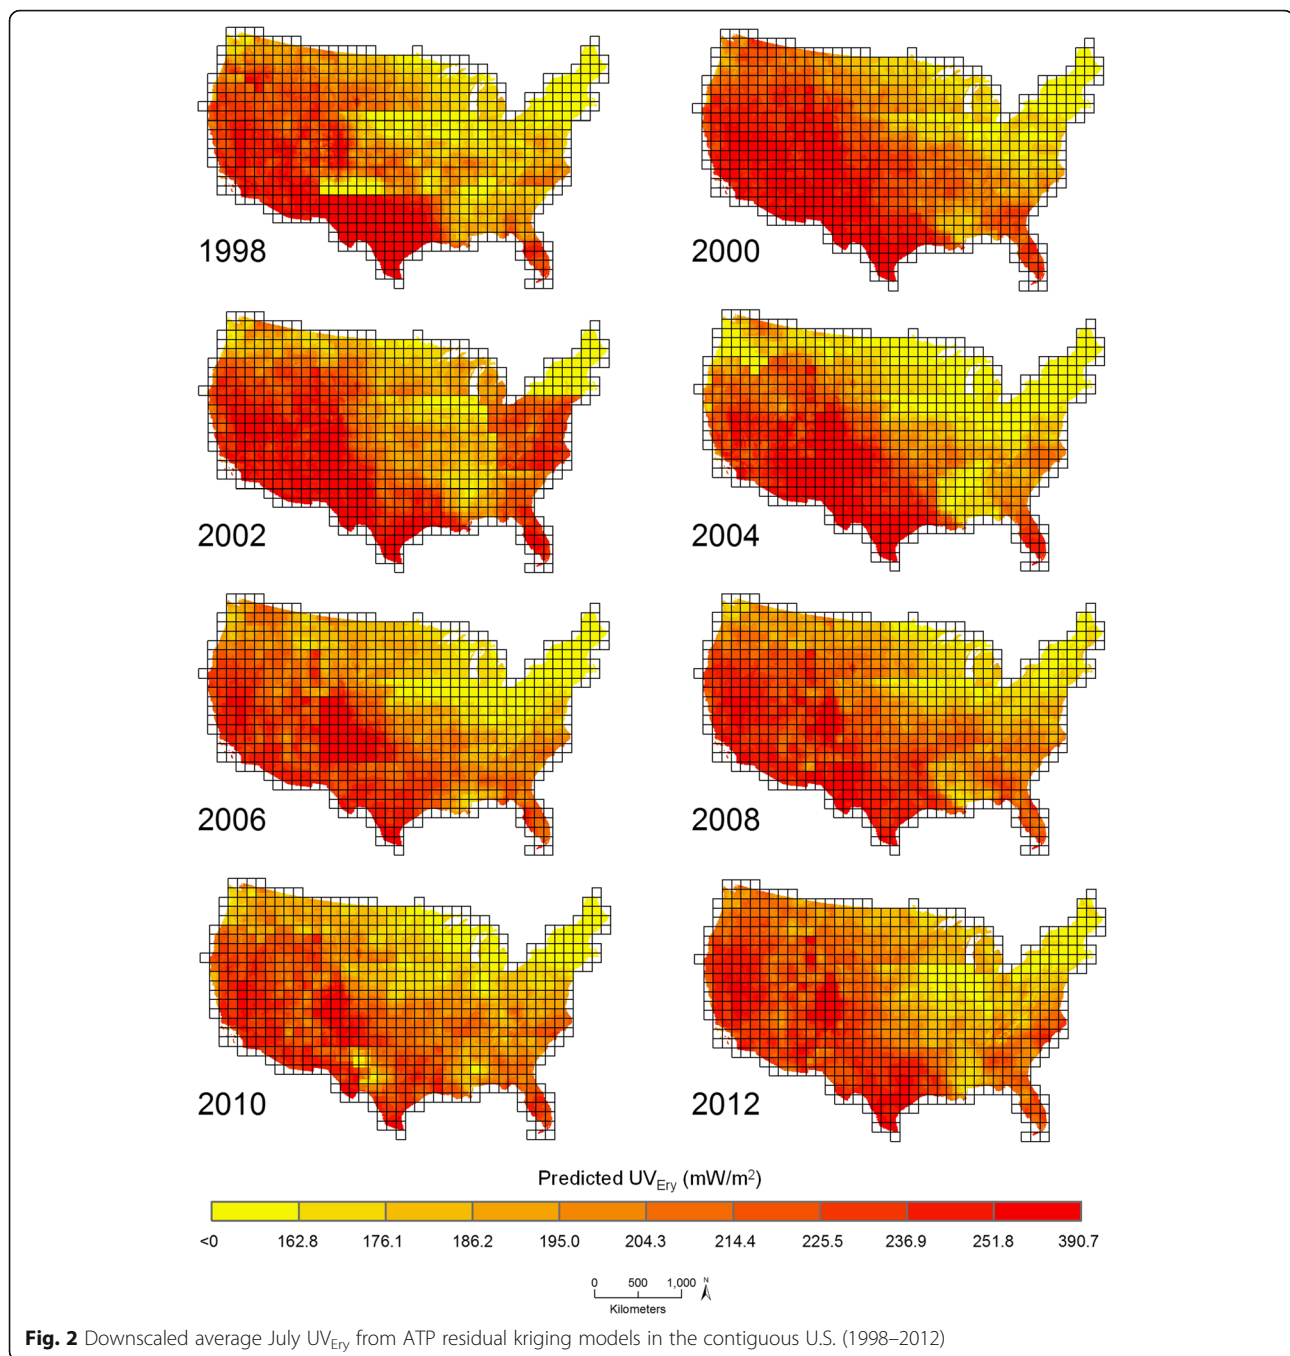 1998
2000
2002
2004
2006
2008
2010
2012
Predicted UVEry (mW/m2)
<0 162.8 176.1 186.2 195.0 204.3 214.4 225.5 236.9 251.8 390.7
0 500 1,000 N
Kilometers
Fig. 2 Downscaled average July UVEry from ATP residual kriging models in the contiguous U.S. (1998–2012)